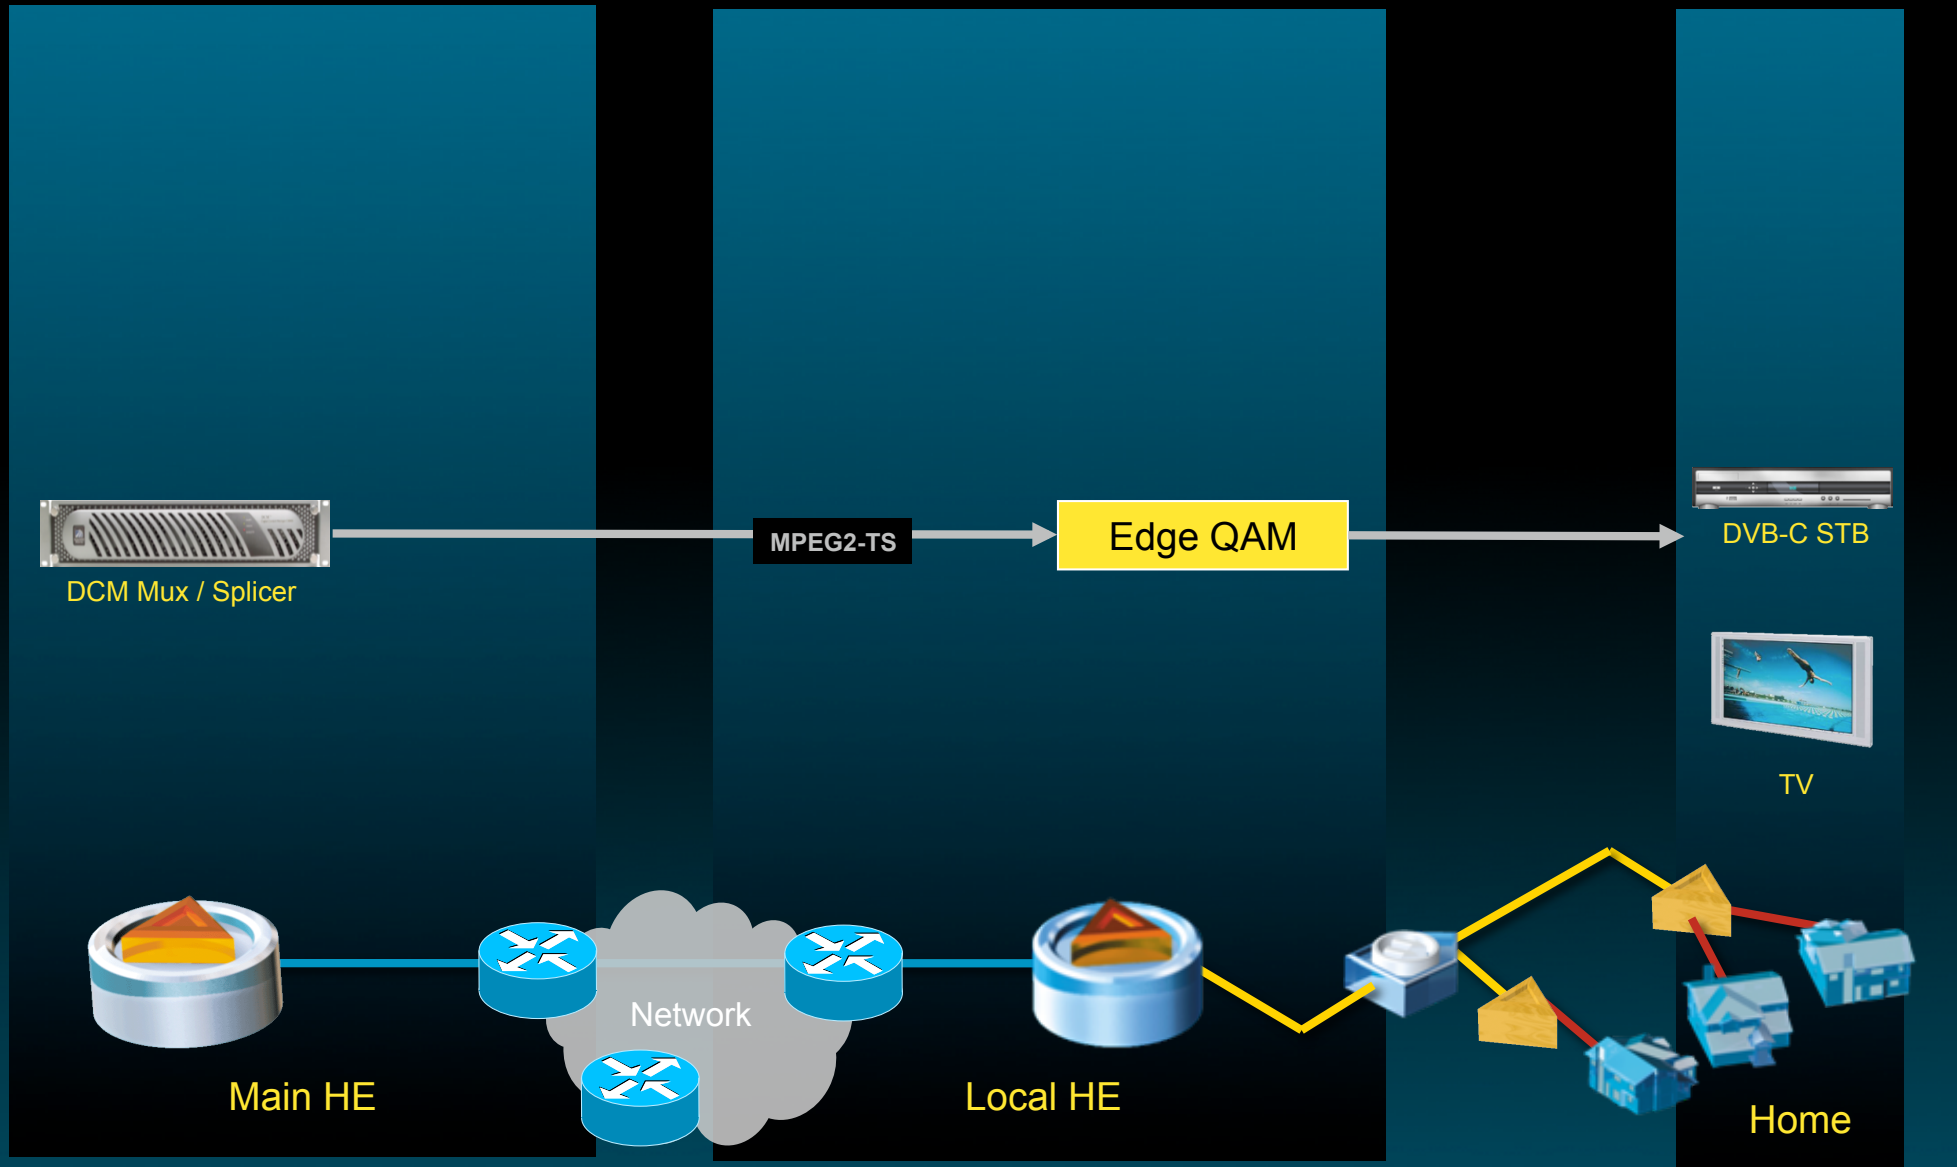 MPEG2-TS
Edge QAM
DVB-C STB
DCM Mux / Splicer
TV
Network
Main HE
Local HE
Home